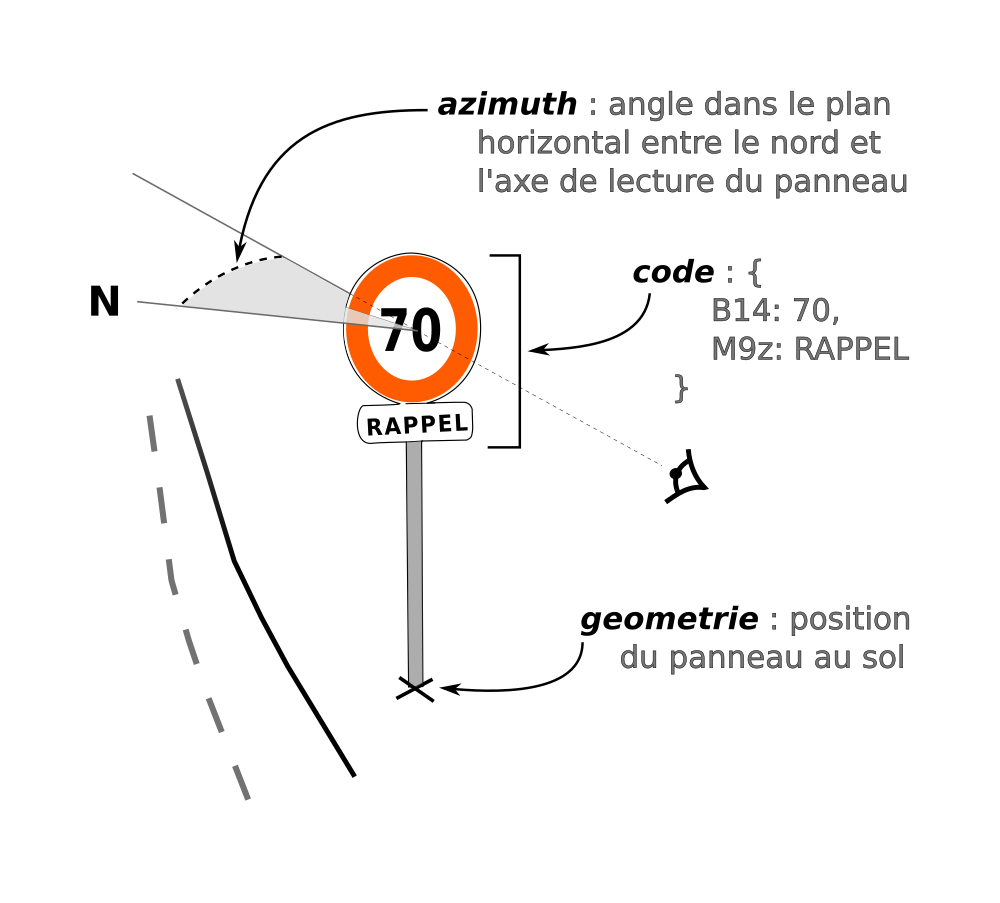 azimuth : angle dans le plan
horizontal entre le nord et
l'axe de lecture du panneau
N
70
RAPPEL
code : {
B14: 70,
M9z: RAPPEL
}
geometrie : position
du panneau au sol